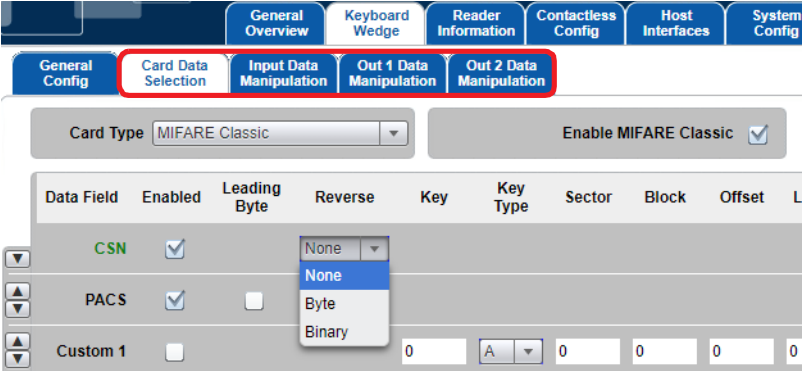 General Overview
Keyboard Wedge
Reader Information
Contactless Config
Host Interfaces
System Config
General Config
Card Data Selection
Input Data Manipulation
Out 1 Data Manipulation
Out 2 Data Manipulation
Card Type MIFARE Classic
Enable MIFARE Classic
Data Field Enabled Leading Byte Reverse Key Key Type Sector Block Offset L
CSN None
None
PACS
Byte
Binary
Custom 1 0 A 0 0 0 0